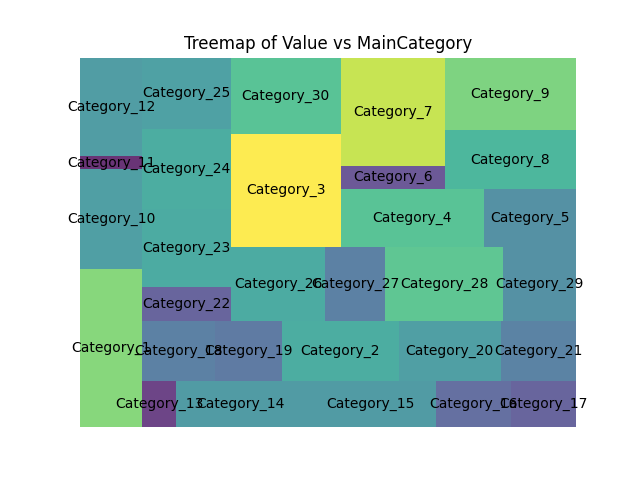 Treemap of Value vs MainCategory
Category_12
Category_25
Category_30
Category_7
Category_9
Category_11
Category_24
Category_3
Category_6
Category_8
Category_10
Category_23
Category_4
Category_5
Category_22
Category_26
Category_27
Category_28
Category_29
Category_1
Category_18
Category_19
Category_2
Category_20
Category_21
Category_13
Category_14
Category_15
Category_16
Category_17